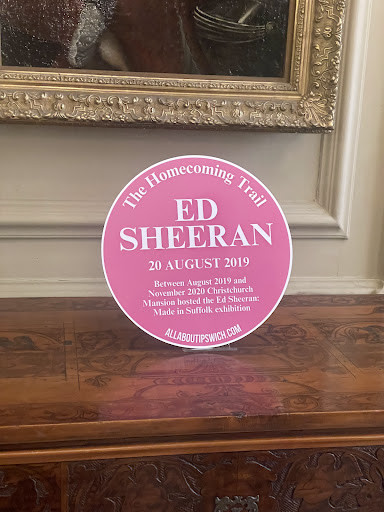 The Homecoming Trail
ED
SHEERAN
20 AUGUST 2019
Between August 2019 and
November 2020 Christchurch
Mansion hosted the Ed Sheeran:
Made in Suffolk exhibition
ALLABOUTIPSWICH.COM